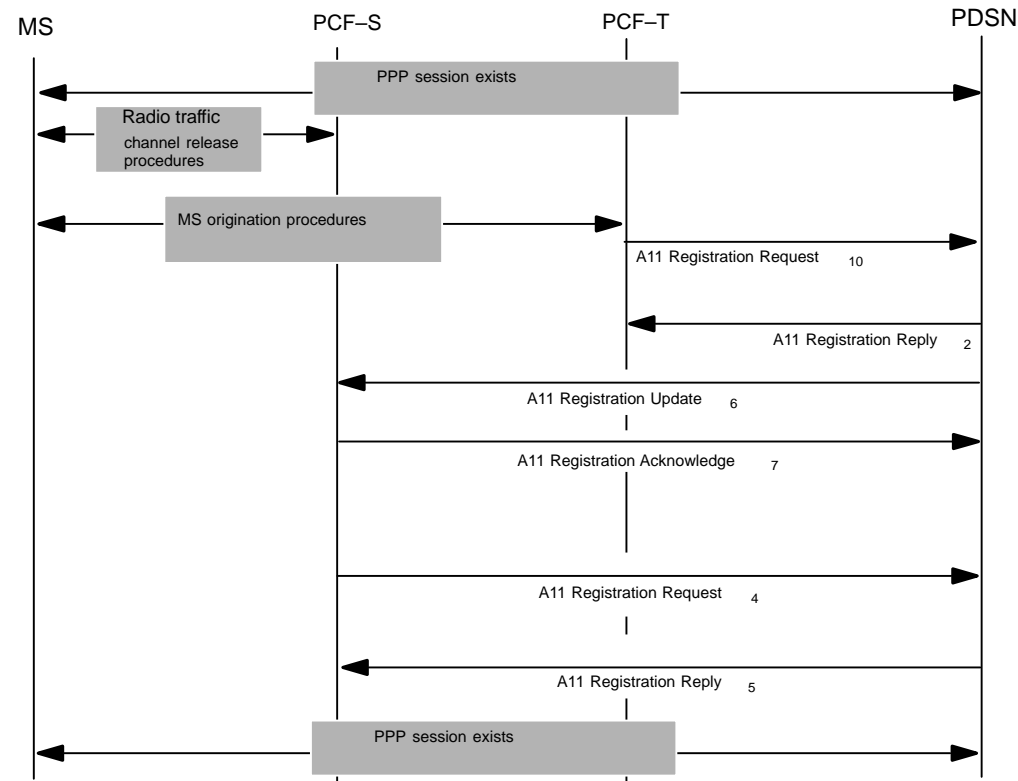 MS PCF–S PCF–T PDSN
PPP session exists
Radio traffic
channel release
procedures
MS origination procedures
A11 Registration Request 10
A11 Registration Reply 2
A11 Registration Update 6
A11 Registration Acknowledge 7
A11 Registration Request 4
A11 Registration Reply 5
PPP session exists